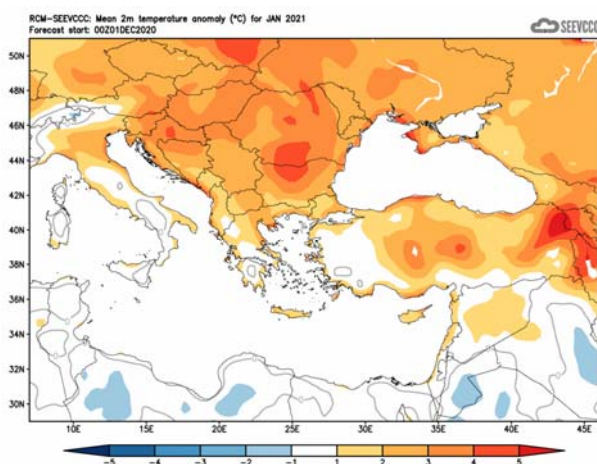 RCM-SEEVCCC: Mean 2m temperature anomaly (°C) for JAN 2021
Forecast start: 00Z01DEC2020
SEEVCCC
50N
48N
46N
44N
42N
40N
38N
36N
34N
32N
30N
10E 15E 20E 25E 30E 35E 40E 45E
-5 -4 -3 -2 -1 1 2 3 4 5